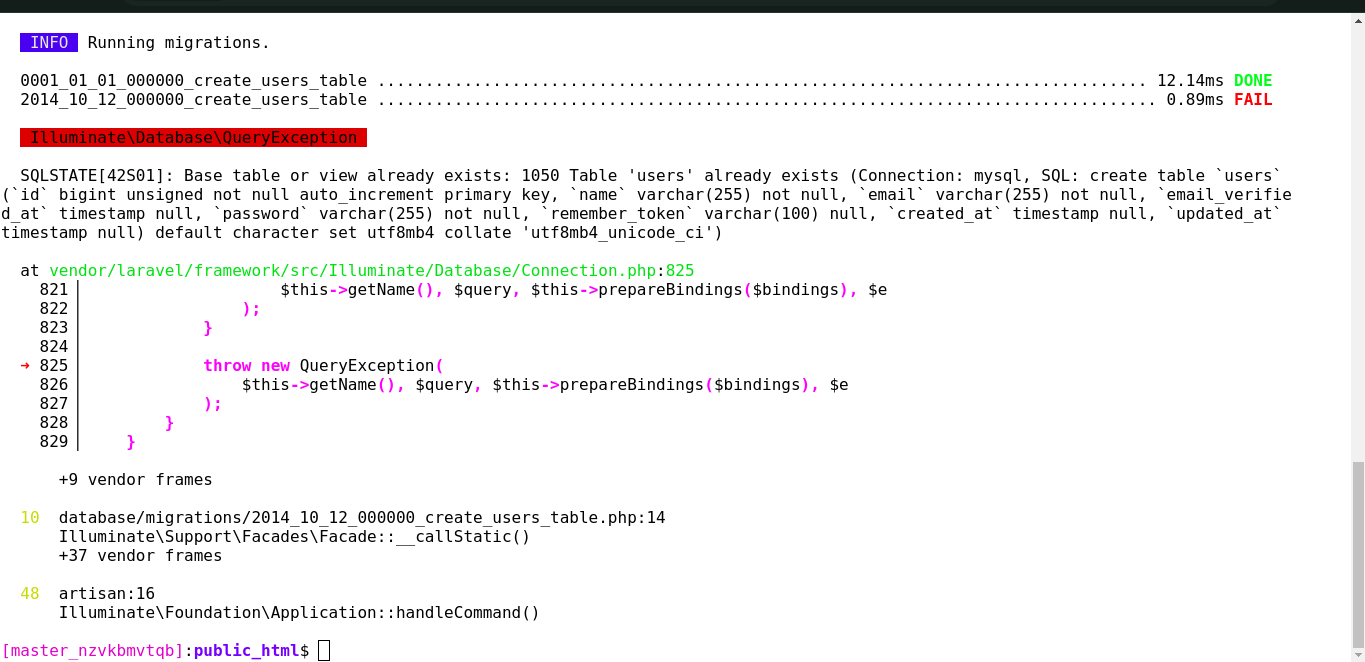 INFO Running migrations.
0001_01_01_000000_create_users_table ................................................................................ 12.14ms DONE
2014_10_12_000000_create_users_table ................................................................................. 0.89ms FAIL
Illuminate\Database\QueryException
SQLSTATE[42S01]: Base table or view already exists: 1050 Table 'users' already exists (Connection: mysql, SQL: create table `users`
(`id` bigint unsigned not null auto_increment primary key, `name` varchar(255) not null, `email` varchar(255) not null, `email_verifie
d_at` timestamp null, `password` varchar(255) not null, `remember_token` varchar(100) null, `created_at` timestamp null, `updated_at`
timestamp null) default character set utf8mb4 collate 'utf8mb4_unicode_ci')
at vendor/laravel/framework/src/Illuminate/Database/Connection.php:825
821 $this->getName(), $query, $this->prepareBindings($bindings), $e
822 );
823 }
824
➜ 825 throw new QueryException(
826 $this->getName(), $query, $this->prepareBindings($bindings), $e
827 );
828 }
829 }
+9 vendor frames
10 database/migrations/2014_10_12_000000_create_users_table.php:14
Illuminate\Support\Facades\Facade::__callStatic()
+37 vendor frames
48 artisan:16
Illuminate\Foundation\Application::handleCommand()
[master_nzvkbmvtqb]:public_html$